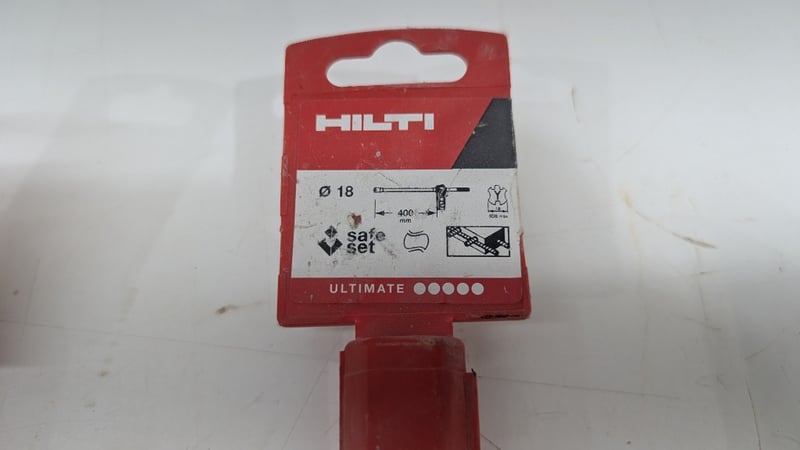 HILTI
Ø 18
400
mm
safe
set
ULTIMATE